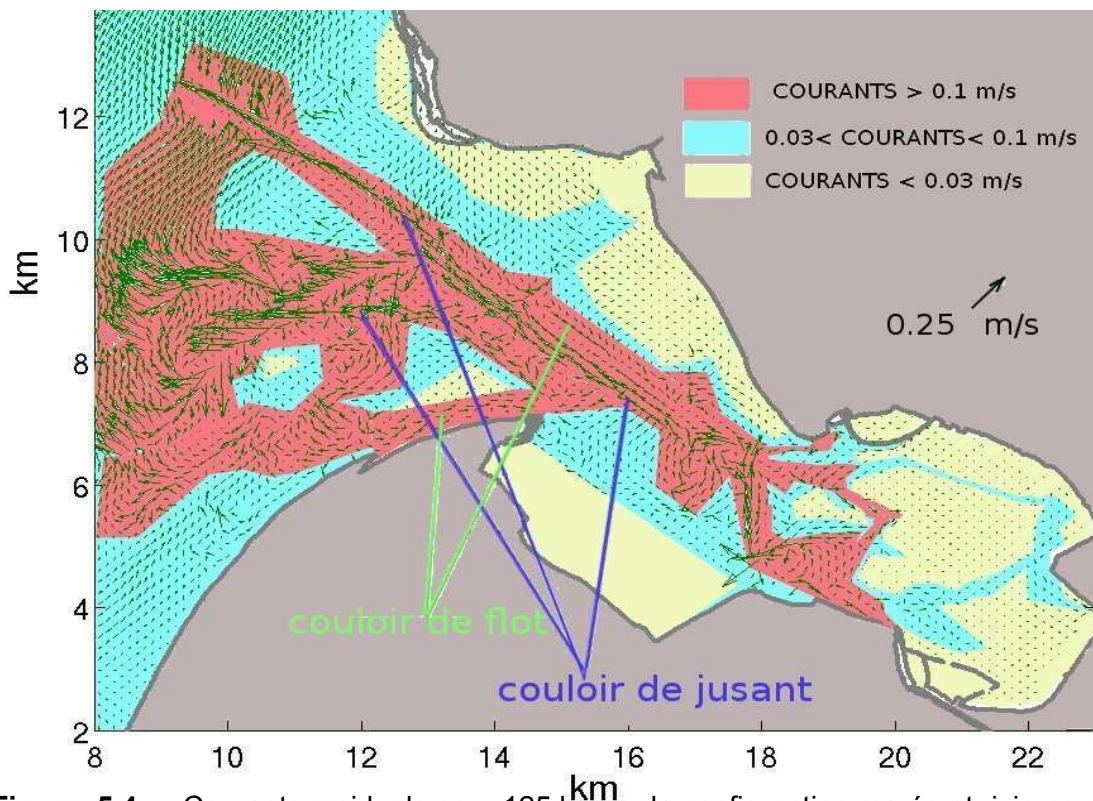 COURANTS > 0.1 m/s
0.03< COURANTS< 0.1 m/s
COURANTS < 0.03 m/s
12
10
km
8
6
4
2
0.25 m/s
couloir de flot
couloir de jusant
8 10 12 14 16 18 20 22
km